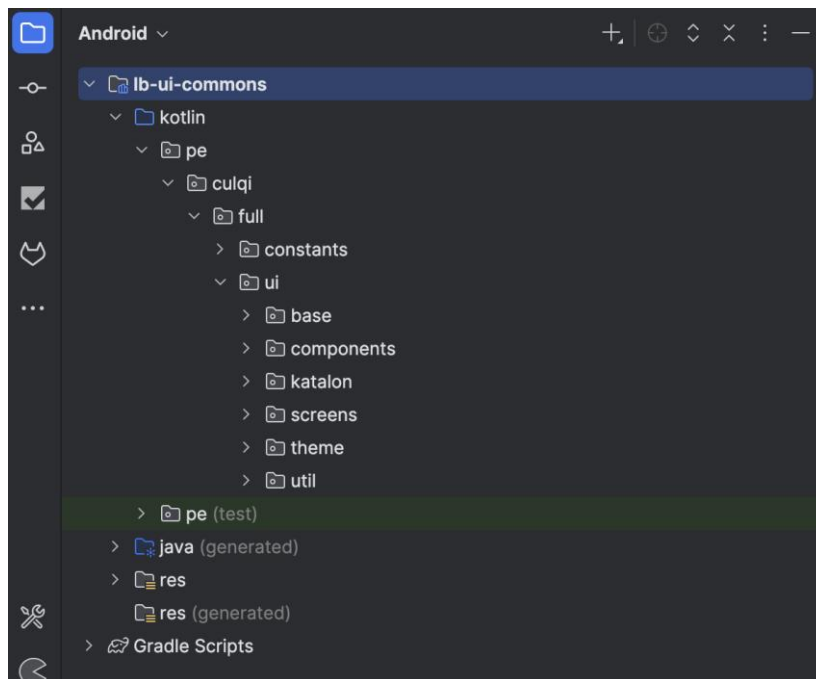 Android
lb-ui-commons
kotlin
pe
culqi
full
constants
ui
base
components
katalon
screens
theme
util
pe (test)
java (generated)
res
res (generated)
Gradle Scripts